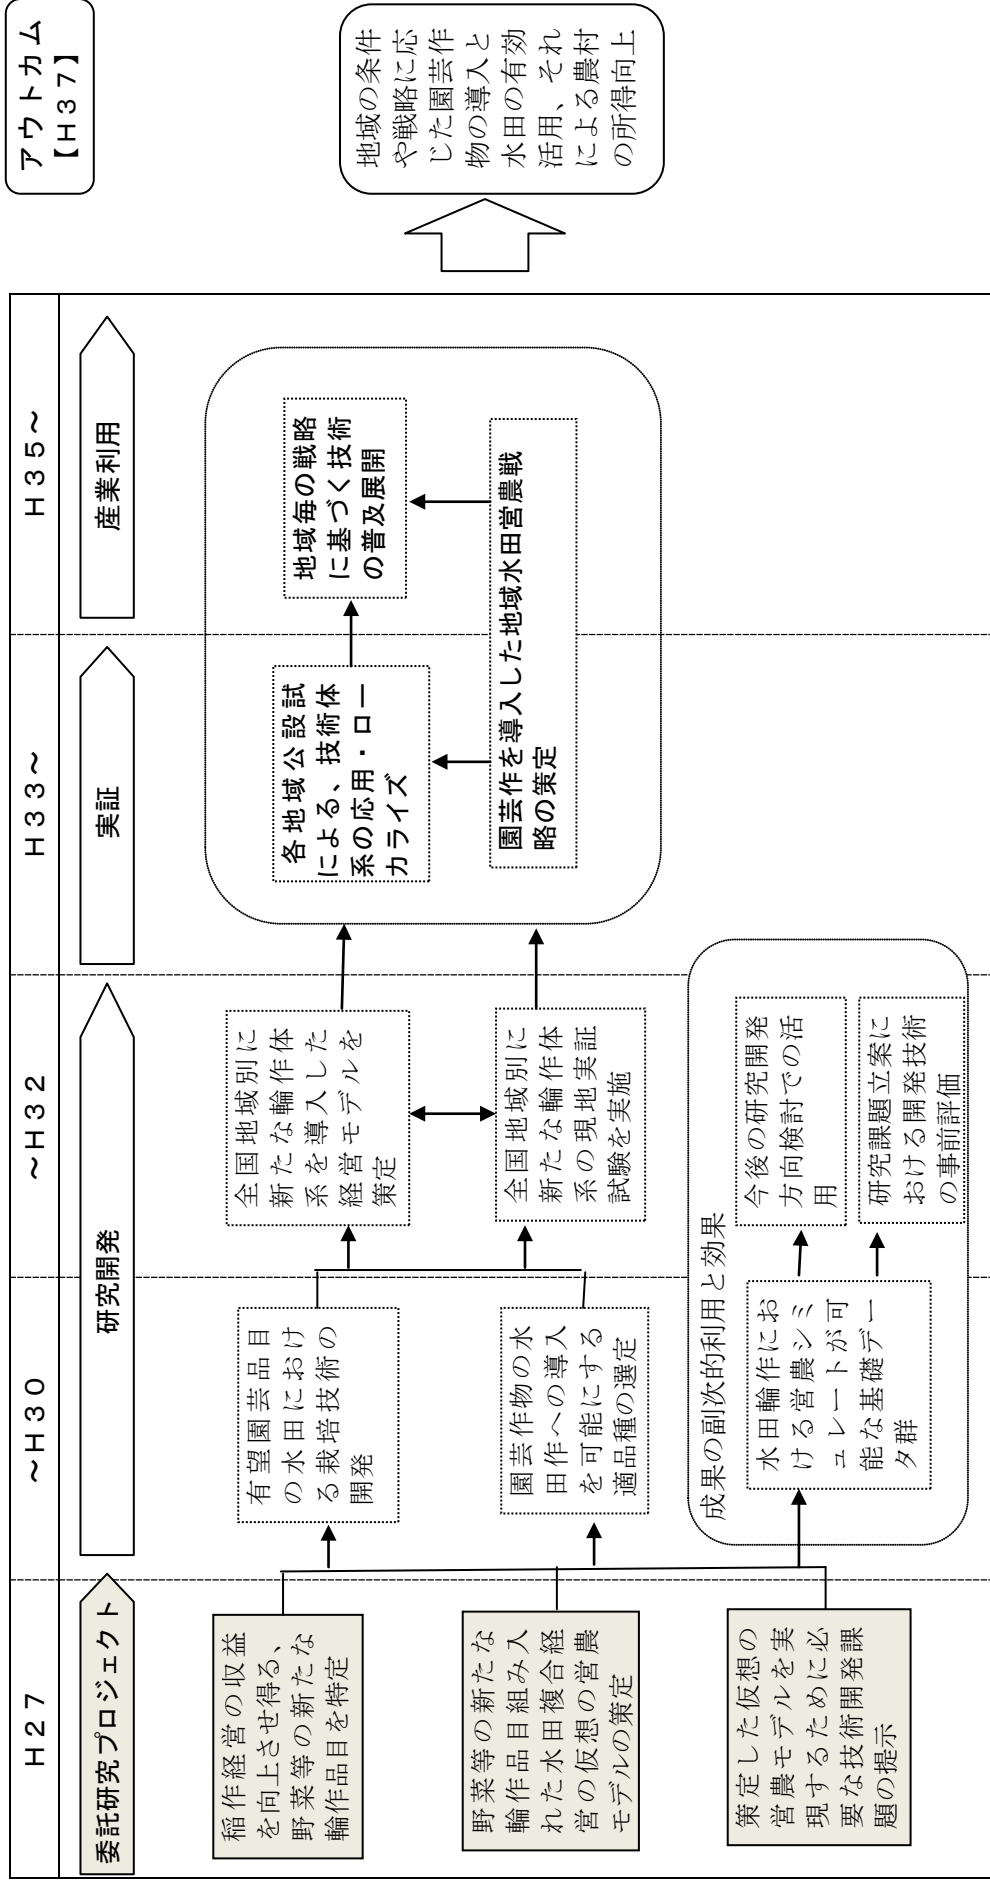 H27
～H30
～H32
H33～
H35～
アウトカム
【H37】
委託研究プロジェクト
研究開発
実証
産業利用
稲作経営の収益
を向上させ得る、
野菜等の新たな
輪作品目を特定
野菜等の新たな
輪作品目組み入
れた水田複合経
営の仮想の営農
モデルの策定
策定した仮想の
営農モデルを実
現するために必
要な技術開発課
題の提示
有望園芸品目
の水田におけ
る栽培技術の
開発
園芸作物の水
田作への導入
を可能にする
適品種の選定
全国地域別に
新たな輪作体
系を導入した
経営モデルを
策定
全国地域別に
新たな輪作体
系の現地実証
試験を実施
成果の副次的利用と効果
水田輪作にお
ける営農シミ
ュレートが可
能な基礎デー
タ群
今後の研究開発
方向検討での活
用
研究課題立案に
おける開発技術
の事前評価
各地域公設試
による、技術体
系の応用・ロー
カライズ
地域毎の戦略
に基づく技術
の普及展開
園芸作を導入した地域水田営農戦
略の策定
地域の条件
や戦略に応
じた園芸作
物の導入と
水田の有効
活用、それ
による農村
の所得向上